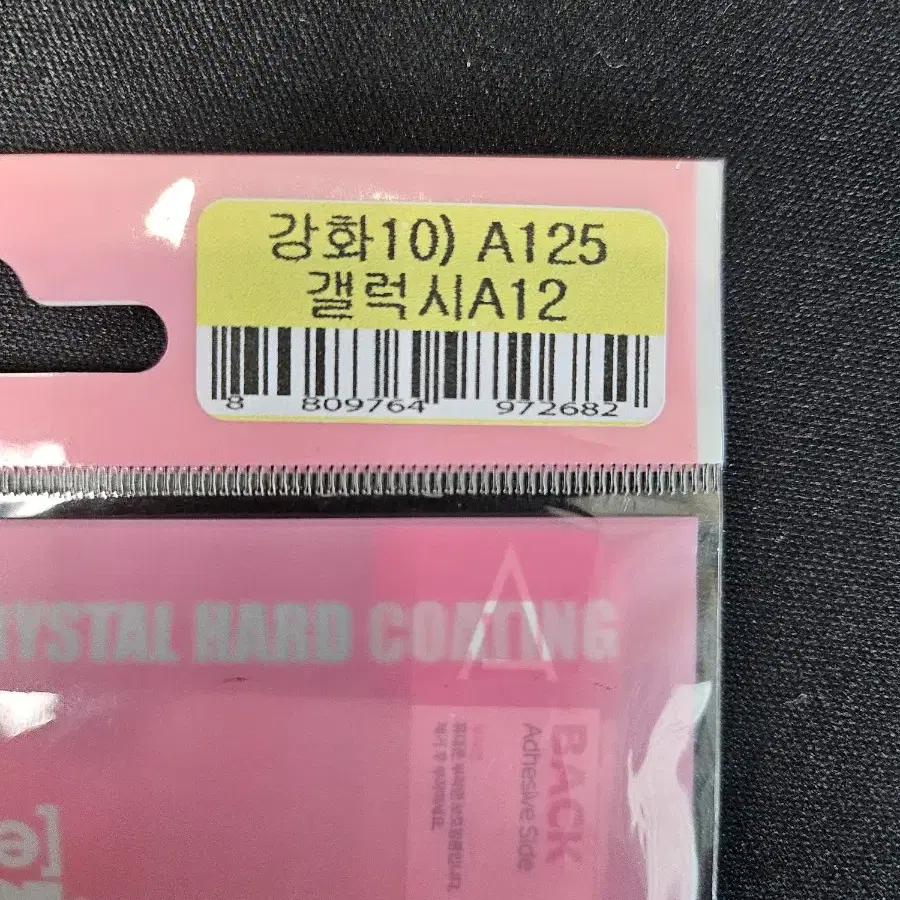 강화10) A125
갤럭시A12
8 809764 972682
CRYSTAL HARD COATING
BACK
Adhesive Side